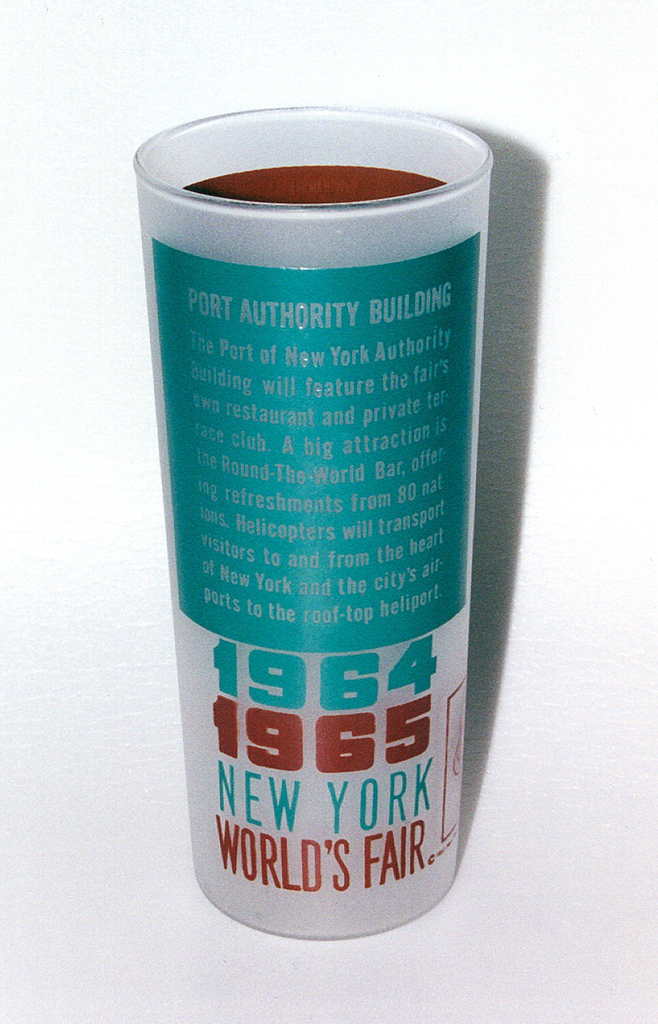 PORT AUTHORITY BUILDING
The Port of New York Authority
building will feature the fair's
own restaurant and private ter-
race club. A big attraction is
the Round-The-World Bar, offer-
ing refreshments from 80 nat-
ions. Helicopters will transport
visitors to and from the heart
of New York and the city's air-
ports to the roof-top heliport.
1964
1965
NEW YORK
WORLD'S FAIR
©